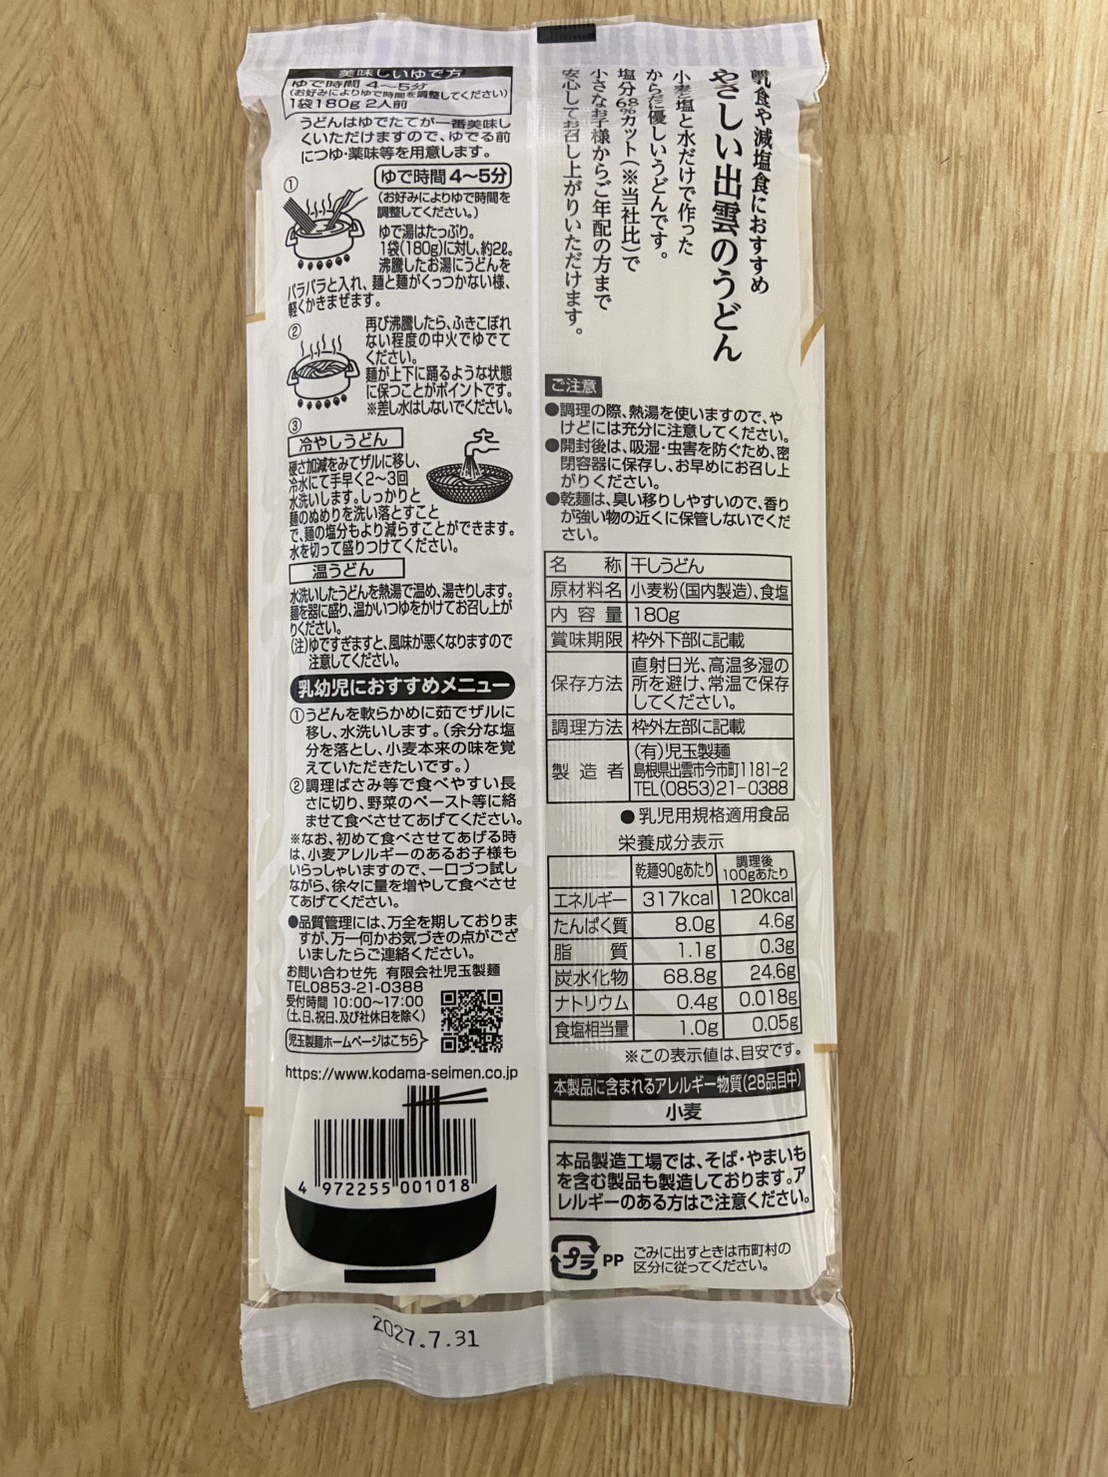 離乳食や減塩食におすすめ
やさしい出雲のうどん
小麦と塩と水だけで作った
からだに優しいうどんです。
塩分68%カット(※当社比)で
小さなお子様からご年配の方まで
安心してお召し上がりいただけます。
美味しいゆで方
ゆで時間 4〜5分
(お好みによりゆで時間を調整してください)
1袋180g 2人前
うどんはゆでたてが一番美味し
くいただけますので、ゆでる前
につゆ・薬味等を用意します。
①
ゆで時間4〜5分
(お好みによりゆで時間を
調整してください。)
ゆで湯はたっぷり。
1袋(180g)に対し、約2ℓ。
沸騰したお湯にうどんを
パラパラと入れ、麺と麺がくっつかない様、
軽くかきまぜます。
②
再び沸騰したら、ふきこぼれ
ない程度の中火でゆでて
ください。
麺が上下に踊るような状態
に保つことがポイントです。
※差し水はしないでください。
③
冷やしうどん
硬さ加減をみてザルに移し、
冷水にて手早く2〜3回
水洗いします。しっかりと
麺のぬめりを洗い落とすこと
で、麺の塩分もより減らすことができます。
水を切って盛りつけてください。
温うどん
水洗いしたうどんを熱湯で温め、湯きりします。
麺を器に盛り、温かいつゆをかけてお召し上が
りください。
(注)ゆですぎますと、風味が悪くなりますので
注意してください。
乳幼児におすすめメニュー
①うどんを軟らかめに茹でザルに
移し、水洗いします。(余分な塩
分を落とし、小麦本来の味を覚
えていただきたいです。)
②調理ばさみ等で食べやすい長
さに切り、野菜のペースト等に絡
ませて食べさせてあげてください。
※なお、初めて食べさせてあげる時
は、小麦アレルギーのあるお子様も
いらっしゃいますので、一口づつ試し
ながら、徐々に量を増やして食べさせ
てあげてください。
●品質管理には、万全を期しておりま
すが、万一何かお気づきの点がござ
いましたらご連絡ください。
お問い合わせ先 有限会社児玉製麺
TEL0853-21-0388
受付時間 10:00〜17:00
(土、日、祝日、及び社休日を除く)
児玉製麺ホームページはこちら
https://www.kodama-seimen.co.jp
4 972255 001018
ご注意
●調理の際、熱湯を使いますので、や
けどには充分に注意してください。
●開封後は、吸湿・虫害を防ぐため、密
閉容器に保存し、お早めにお召し上
がりください。
●乾麺は、臭い移りしやすいので、香り
が強い物の近くに保管しないでくだ
さい。
名称 干しうどん
原材料名 小麦粉(国内製造)、食塩
内容量 180g
賞味期限 枠外下部に記載
保存方法 直射日光、高温多湿の
所を避け、常温で保存
してください。
調理方法 枠外左部に記載
製造者 (有)児玉製麺
島根県出雲市今市町1181-2
TEL(0853)21-0388
●乳児用規格適用食品
栄養成分表示
乾麺90gあたり 調理後100gあたり
エネルギー 317kcal 120kcal
たんぱく質 8.0g 4.6g
脂質 1.1g 0.3g
炭水化物 68.8g 24.6g
ナトリウム 0.4g 0.018g
食塩相当量 1.0g 0.05g
※この表示値は、目安です。
本製品に含まれるアレルギー物質(28品目中)
小麦
本品製造工場では、そば・やまいも
を含む製品も製造しております。ア
レルギーのある方はご注意ください。
プラ PP
ごみに出すときは市町村の
区分に従ってください。
2027.7.31